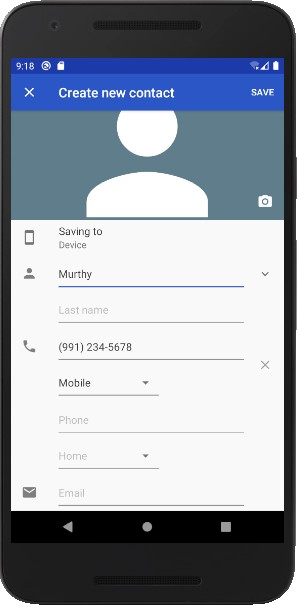 9:18
Create new contact
SAVE
Saving to
Device
Murthy
Last name
(991) 234-5678
Mobile
Phone
Home
Email